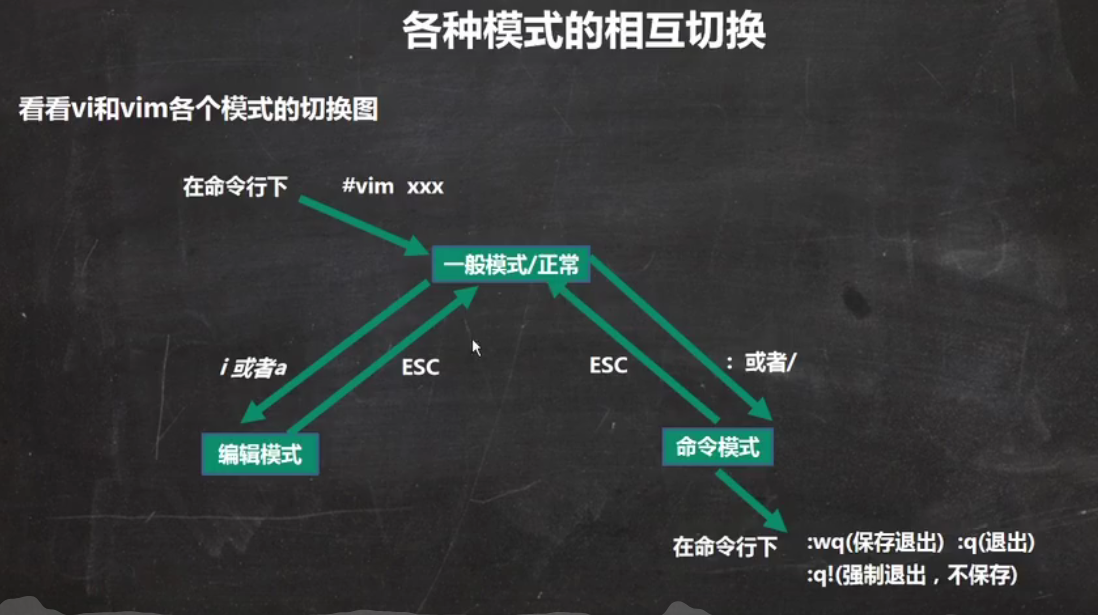 各种模式的相互切换
看看vi和vim各个模式的切换图
在命令行下 #vim xxx
一般模式/正常
i 或者a ESC ESC : 或者/
编辑模式 命令模式
在命令行下 :wq(保存退出) :q(退出)
:q!(强制退出，不保存)